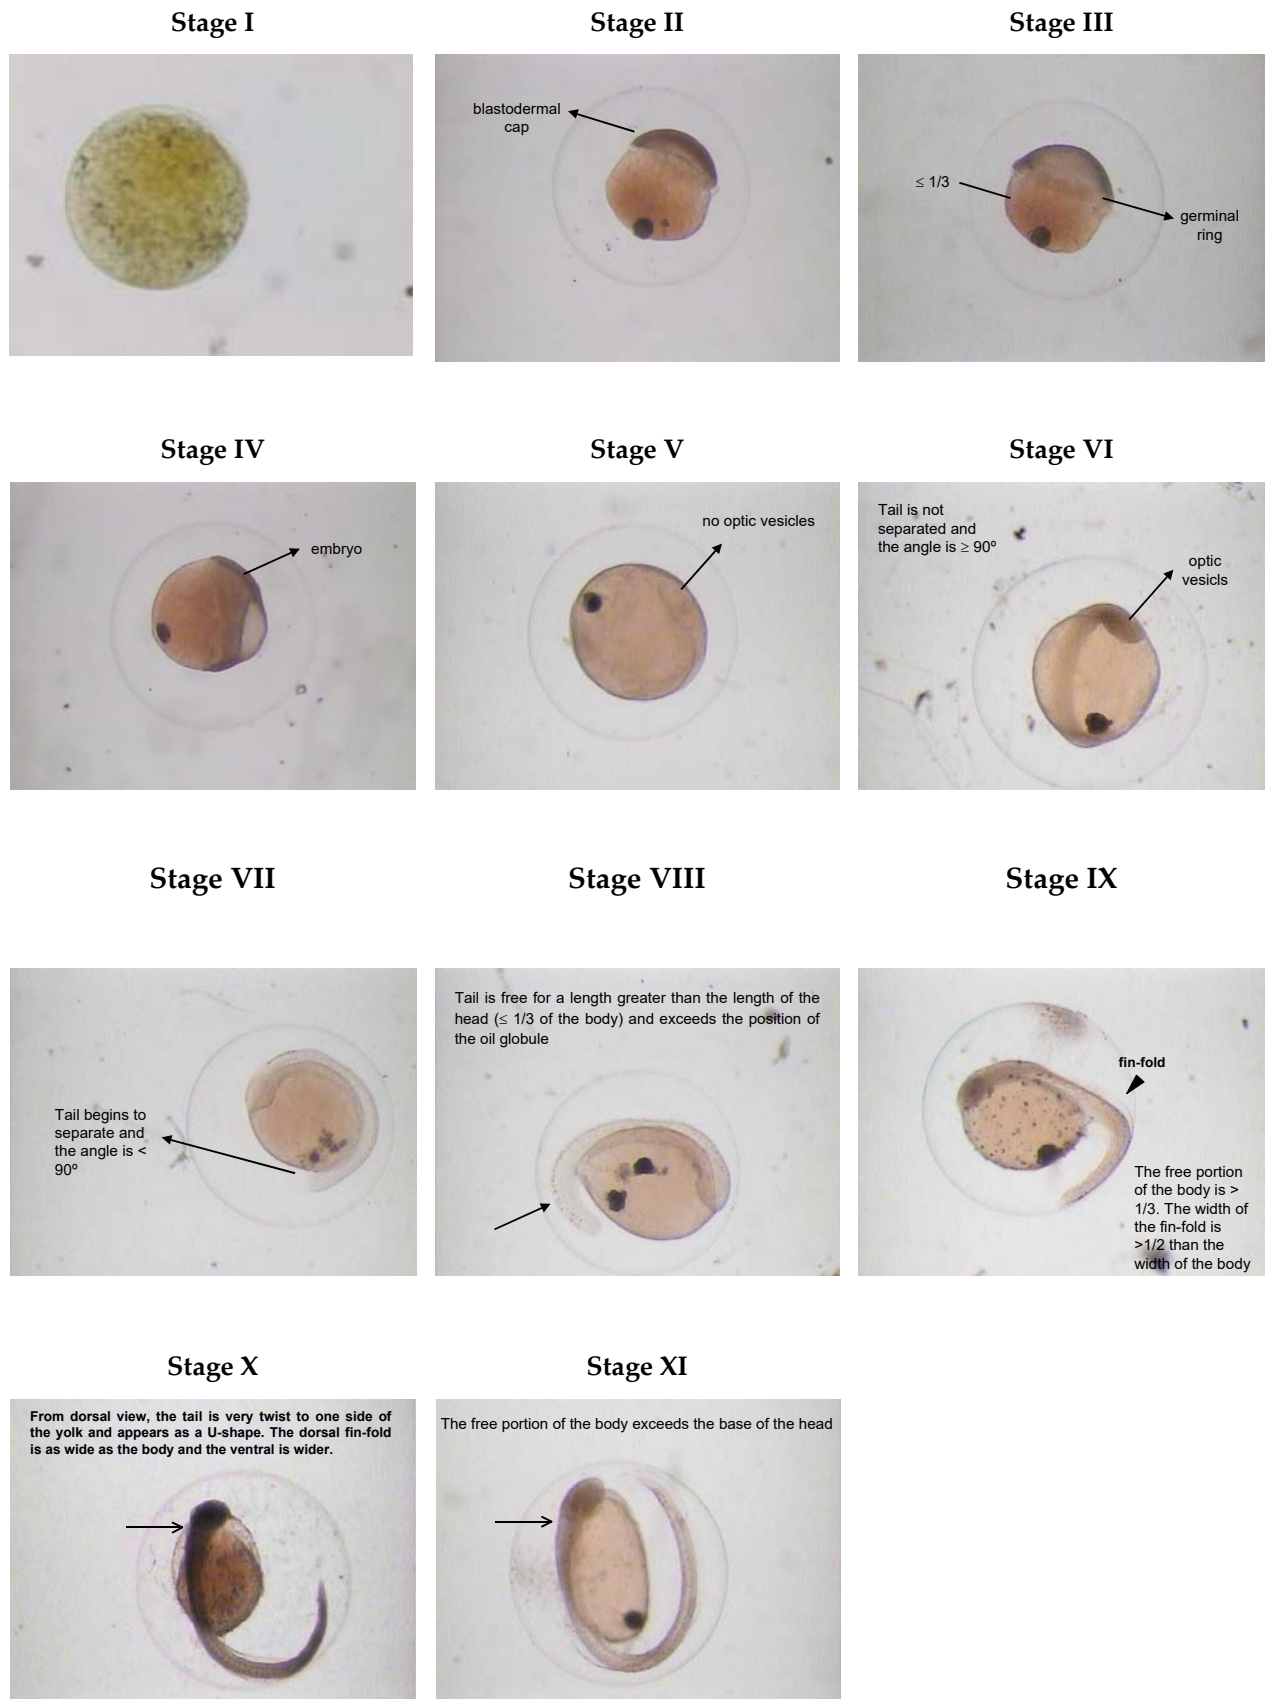 Stage I
Stage II
Stage III
blastodermal
cap
≤ 1/3
germinal
ring
Stage IV
Stage V
Stage VI
embryo
no optic vesicles
Tail is not
separated and
the angle is ≥ 90º
optic
vesicls
Stage VII
Stage VIII
Stage IX
Tail begins to
separate and
the angle is <
90º
Tail is free for a length greater than the length of the
head (≤ 1/3 of the body) and exceeds the position of
the oil globule
fin-fold
The free portion
of the body is >
1/3. The width of
the fin-fold is
>1/2 than the
width of the body
Stage X
Stage XI
From dorsal view, the tail is very twist to one side of
the yolk and appears as a U-shape. The dorsal fin-fold
is as wide as the body and the ventral is wider.
The free portion of the body exceeds the base of the head